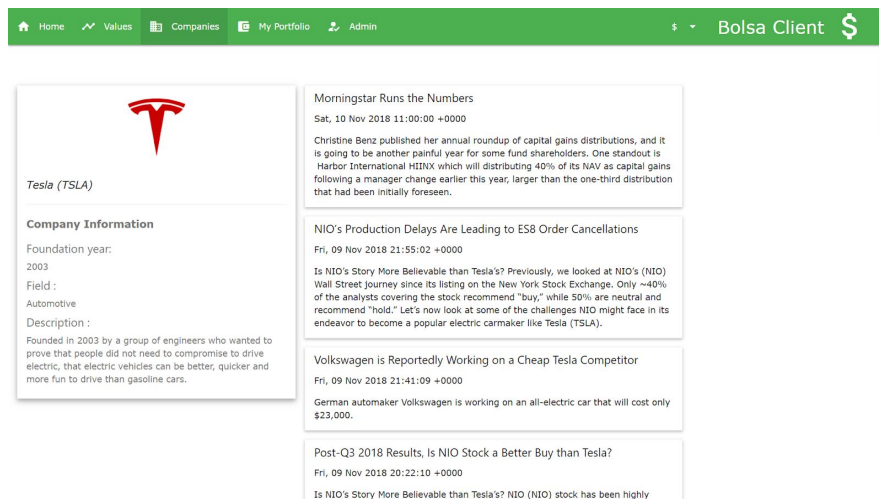 Home Values Companies My Portfolio Admin $ Bolsa Client $
Tesla (TSLA)
Company Information
Foundation year:
2003
Field :
Automotive
Description :
Founded in 2003 by a group of engineers who wanted to
prove that people did not need to compromise to drive
electric, that electric vehicles can be better, quicker and
more fun to drive than gasoline cars.
Morningstar Runs the Numbers
Sat, 10 Nov 2018 11:00:00 +0000
Christine Benz published her annual roundup of capital gains distributions, and it
is going to be another painful year for some fund shareholders. One standout is
Harbor International HIINX which will distributing 40% of its NAV as capital gains
following a manager change earlier this year, larger than the one-third distribution
that had been initially foreseen.
NIO’s Production Delays Are Leading to ES8 Order Cancellations
Fri, 09 Nov 2018 21:55:02 +0000
Is NIO’s Story More Believable than Tesla’s? Previously, we looked at NIO’s (NIO)
Wall Street journey since its listing on the New York Stock Exchange. Only ~40%
of the analysts covering the stock recommend “buy,” while 50% are neutral and
recommend “hold.” Let’s now look at some of the challenges NIO might face in its
endeavor to become a popular electric carmaker like Tesla (TSLA).
Volkswagen is Reportedly Working on a Cheap Tesla Competitor
Fri, 09 Nov 2018 21:41:09 +0000
German automaker Volkswagen is working on an all-electric car that will cost only
$23,000.
Post-Q3 2018 Results, Is NIO Stock a Better Buy than Tesla?
Fri, 09 Nov 2018 20:22:10 +0000
Is NIO’s Story More Believable than Tesla’s? NIO (NIO) stock has been highly